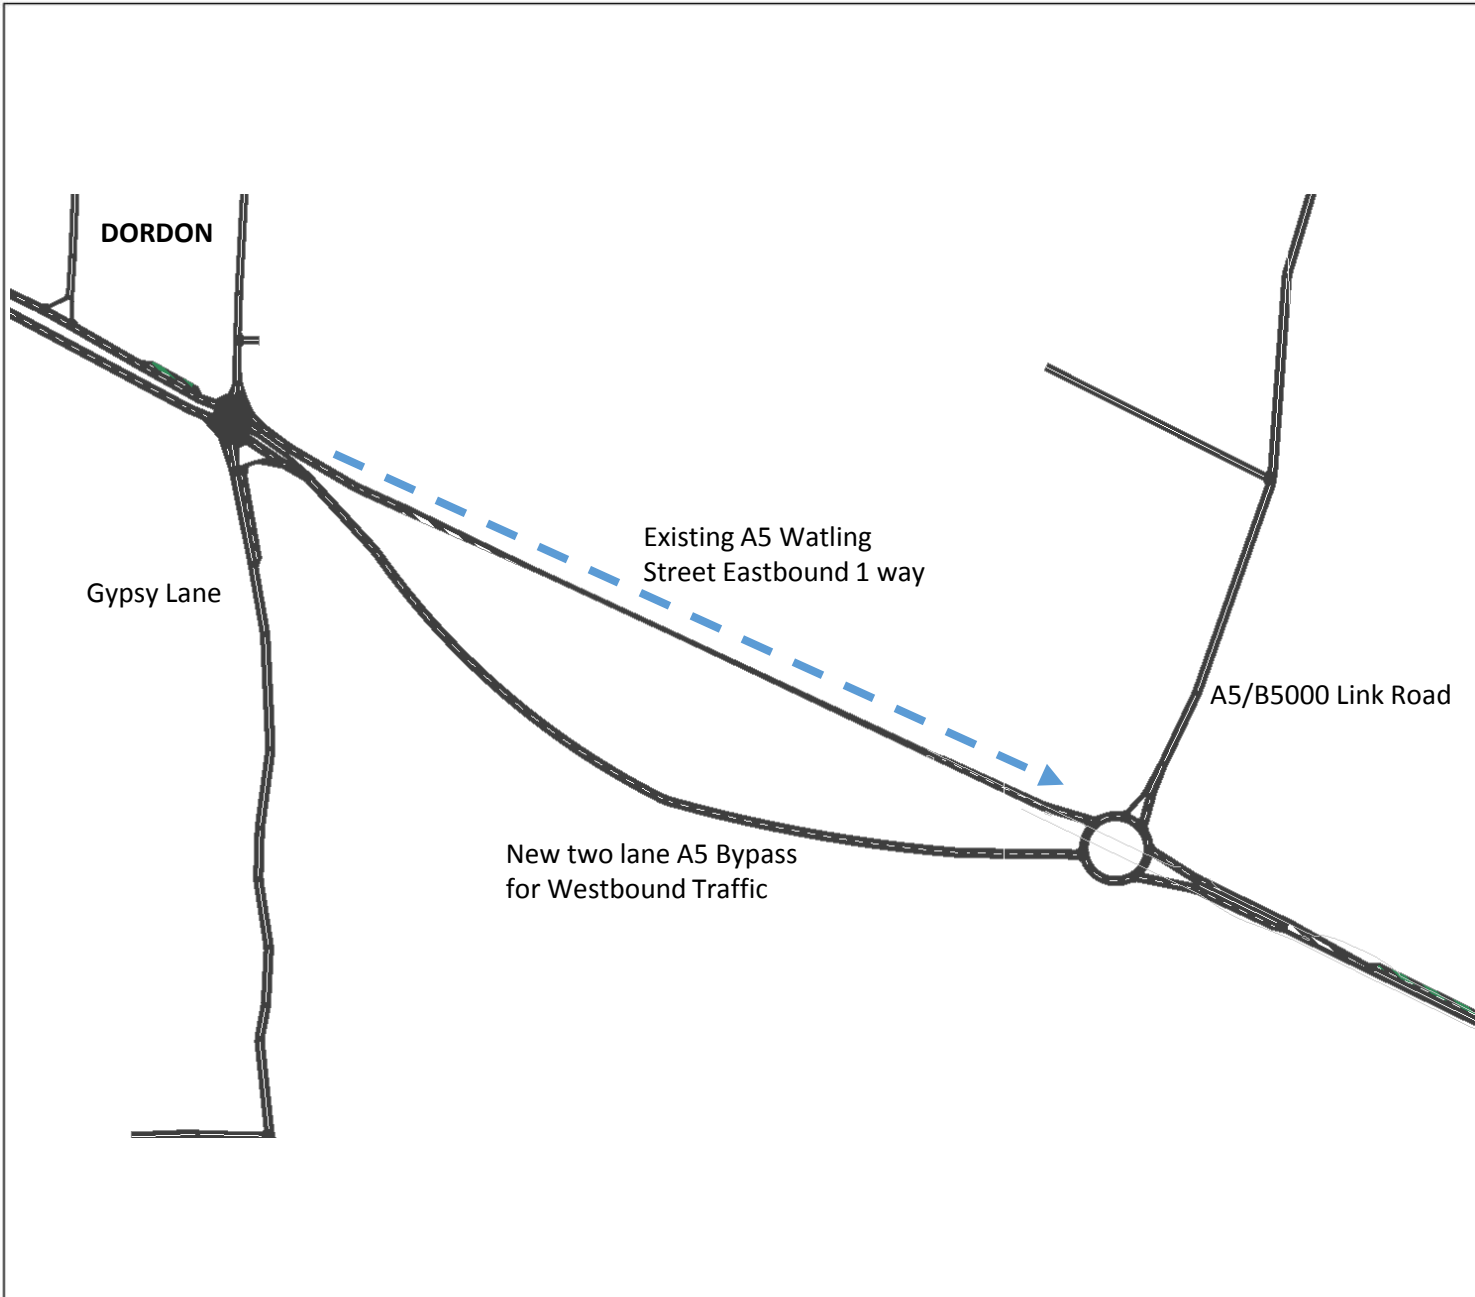 DORDON
Existing A5 Watling
Street Eastbound 1 way
Gypsy Lane
A5/B5000 Link Road
New two lane A5 Bypass
for Westbound Traffic